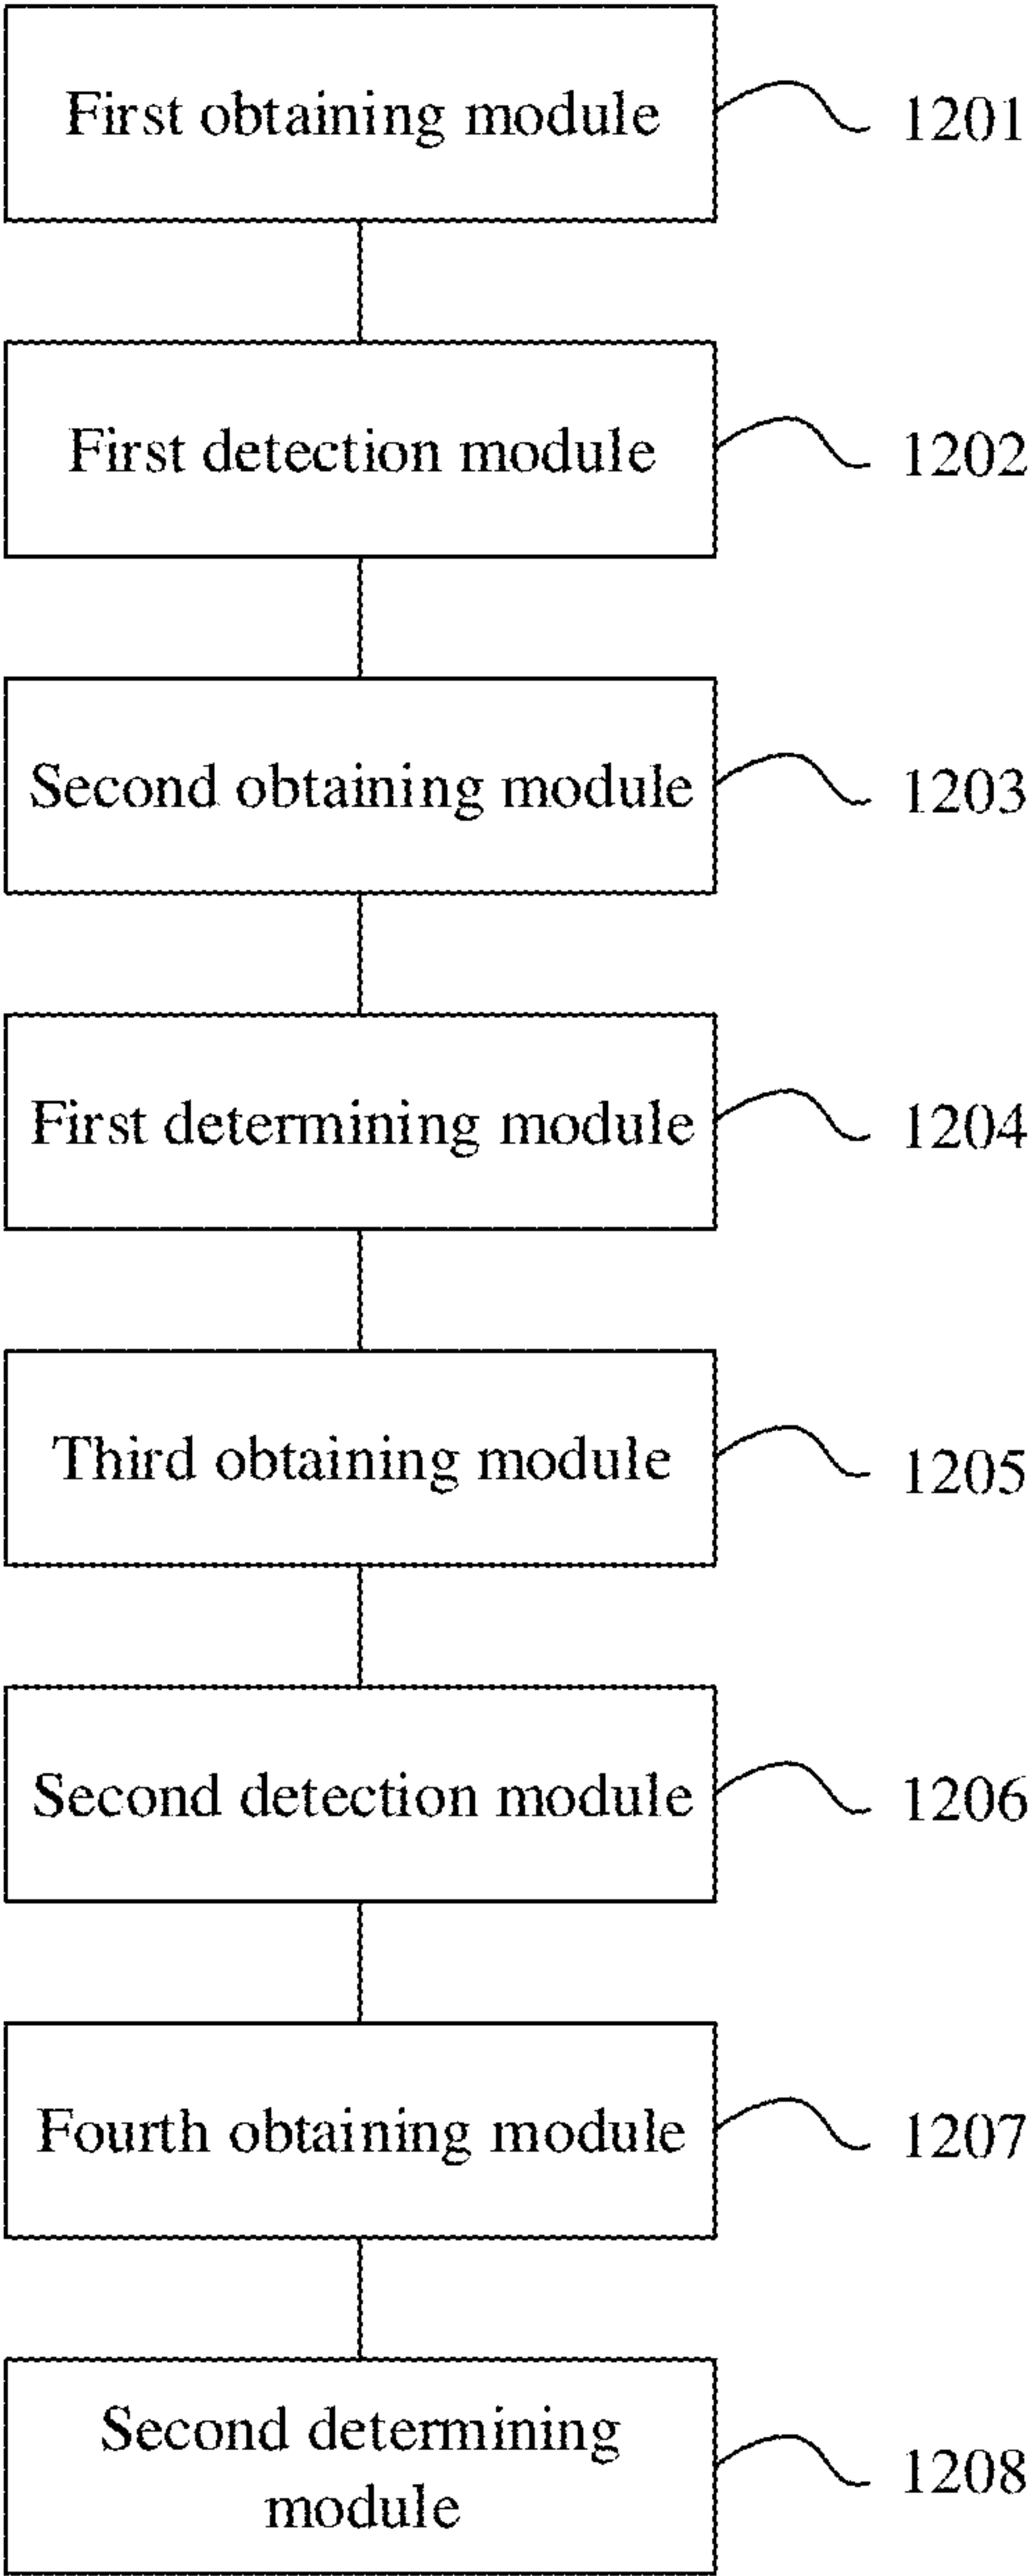 First obtaining module 1201
First detection module 1202
Second obtaining module 1203
First determining module 1204
Third obtaining module 1205
Second detection module 1206
Fourth obtaining module 1207
Second determining
module
1208